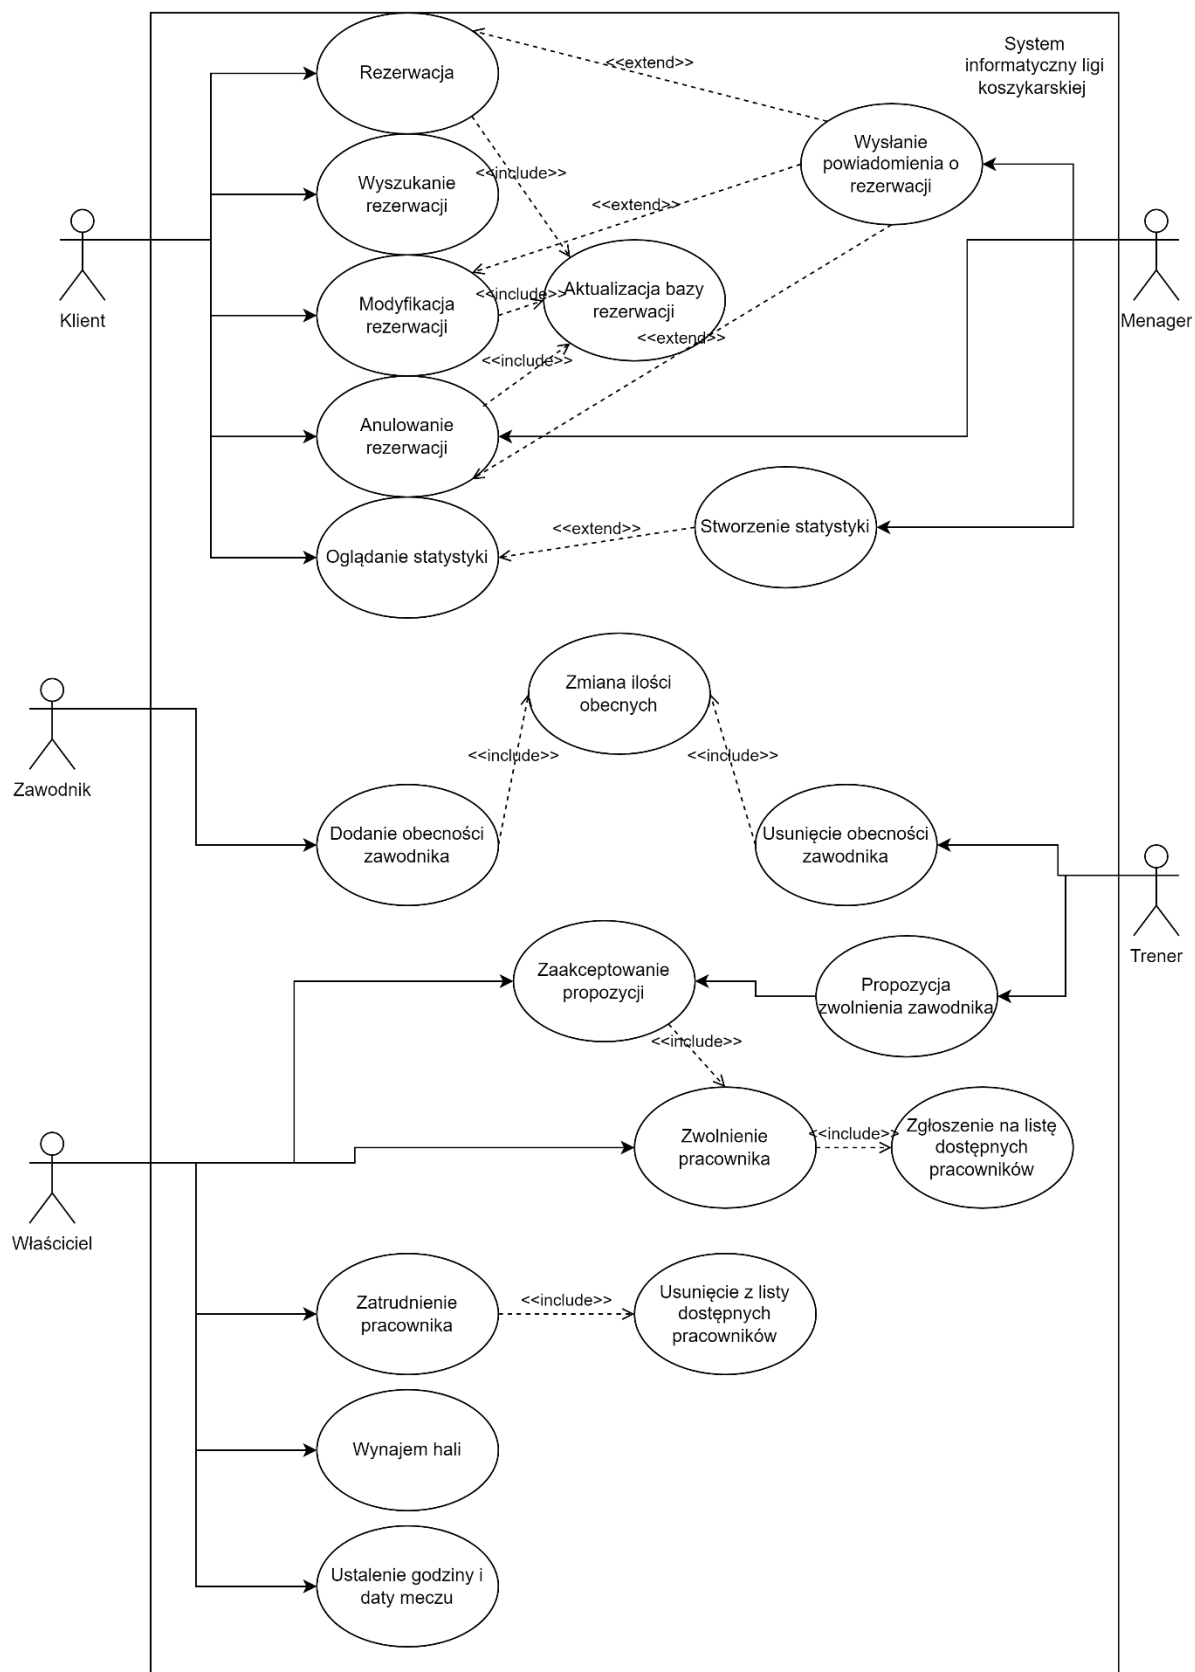 System
informatyczny ligi
koszykarskiej
Rezerwacja
<<extend>>
Wysłanie
powiadomienia o
rezerwacji
Wyszukanie
rezerwacji
<<include>>
<<extend>>
Klient
Modyfikacja
rezerwacji
<<include>>
Aktualizacja bazy
rezerwacji
Menager
<<extend>>
<<include>>
Anulowanie
rezerwacji
Oglądanie statystyki
<<extend>>
Stworzenie statystyki
Zmiana ilości
obecnych
<<include>>
<<include>>
Zawodnik
Dodanie obecności
zawodnika
Usunięcie obecności
zawodnika
Trener
Zaakceptowanie
propozycji
Propozycja
zwolnienia zawodnika
<<include>>
Zwolnienie
pracownika
<<include>>
Zgłoszenie na listę
dostępnych
pracowników
Właściciel
Zatrudnienie
pracownika
<<include>>
Usunięcie z listy
dostępnych
pracowników
Wynajem hali
Ustalenie godziny i
daty meczu